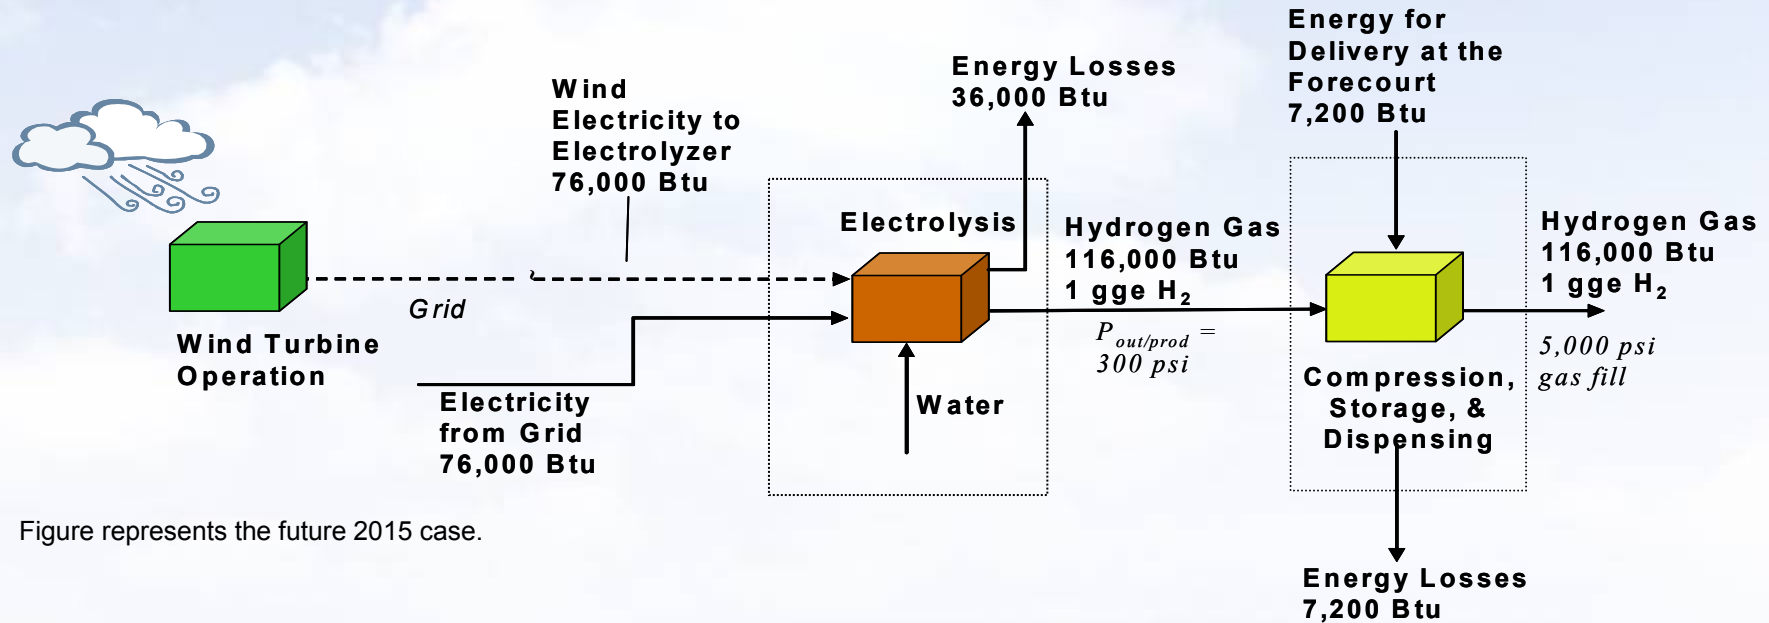 Energy for
Delivery at the
Forecourt
7,200 Btu
Energy Losses
36,000 Btu
Wind
Electricity to
Electrolyzer
76,000 Btu
Electrolysis
Hydrogen Gas
116,000 Btu
1 gge H₂
Hydrogen Gas
116,000 Btu
1 gge H₂
Grid
P out/prod =
300 psi
Wind Turbine
Operation
5,000 psi
gas fill
Electricity
from Grid
76,000 Btu
Water
Compression,
Storage, &
Dispensing
Figure represents the future 2015 case.
Energy Losses
7,200 Btu